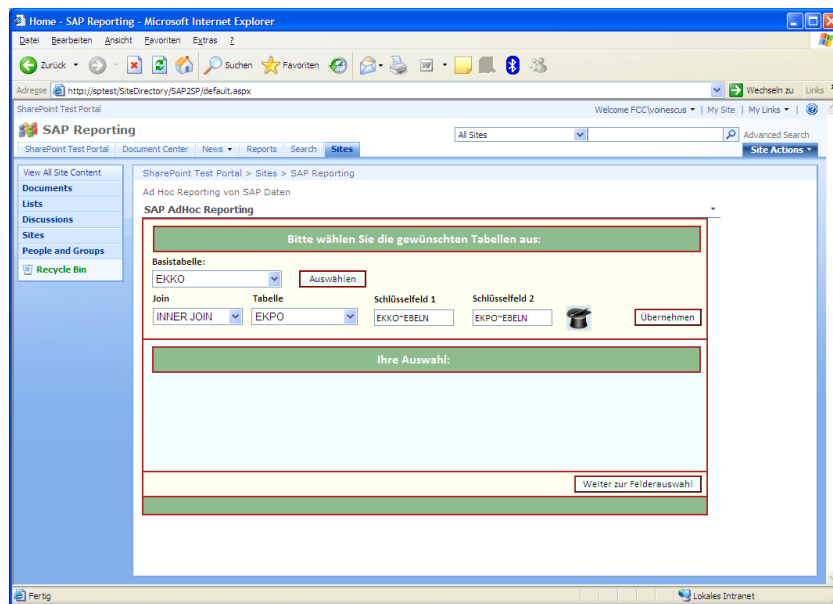 Home - SAP Reporting - Microsoft Internet Explorer
Datei Bearbeiten Ansicht Favoriten Extras ?
Zurück Suchen Favoriten
Adresse http://sptest/SiteDirectory/SAP2SP/default.aspx Wechseln zu Links
SharePoint Test Portal Welcome FCC\voinescus | My Site | My Links |
SAP Reporting All Sites Advanced Search
SharePoint Test Portal Document Center News Reports Search Sites Site Actions
View All Site Content
Documents
Lists
Discussions
Sites
People and Groups
Recycle Bin
SharePoint Test Portal > Sites > SAP Reporting
Ad Hoc Reporting von SAP Daten
SAP AdHoc Reporting
Bitte wählen Sie die gewünschten Tabellen aus:
Basistabelle:
EKKO Auswählen
Join Tabelle Schlüsselfeld 1 Schlüsselfeld 2
INNER JOIN EKPO EKKO~EBELN EKPO~EBELN Übernehmen
Ihre Auswahl:
Weiter zur Felderauswahl
Fertig Lokales Intranet